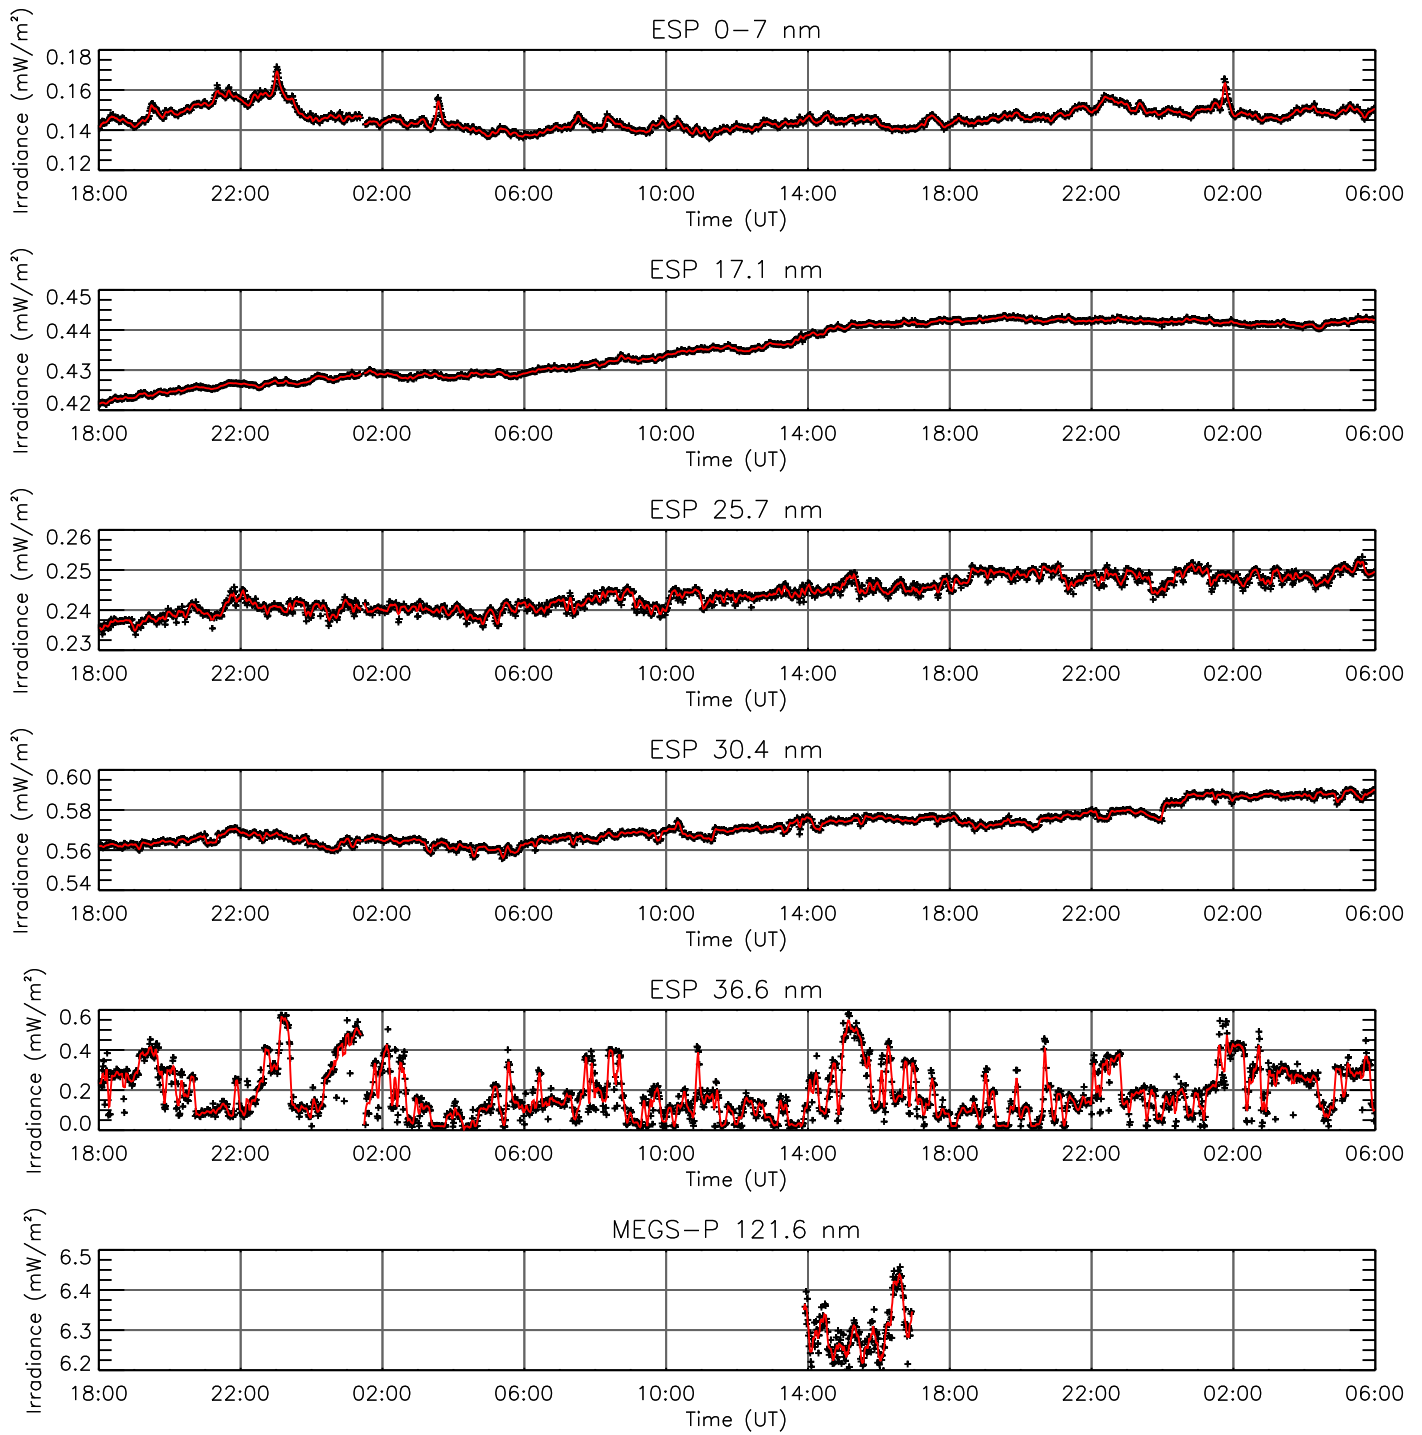 ESP 0-7 nm
Irradiance (mW/m²)
0.18
0.16
0.14
0.12
18:00 22:00 02:00 06:00 10:00 14:00 18:00 22:00 02:00 06:00
Time (UT)
ESP 17.1 nm
Irradiance (mW/m²)
0.45
0.44
0.43
0.42
18:00 22:00 02:00 06:00 10:00 14:00 18:00 22:00 02:00 06:00
Time (UT)
ESP 25.7 nm
Irradiance (mW/m²)
0.26
0.25
0.24
0.23
18:00 22:00 02:00 06:00 10:00 14:00 18:00 22:00 02:00 06:00
Time (UT)
ESP 30.4 nm
Irradiance (mW/m²)
0.60
0.58
0.56
0.54
18:00 22:00 02:00 06:00 10:00 14:00 18:00 22:00 02:00 06:00
Time (UT)
ESP 36.6 nm
Irradiance (mW/m²)
0.6
0.4
0.2
0.0
18:00 22:00 02:00 06:00 10:00 14:00 18:00 22:00 02:00 06:00
Time (UT)
MEGS-P 121.6 nm
Irradiance (mW/m²)
6.5
6.4
6.3
6.2
18:00 22:00 02:00 06:00 10:00 14:00 18:00 22:00 02:00 06:00
Time (UT)